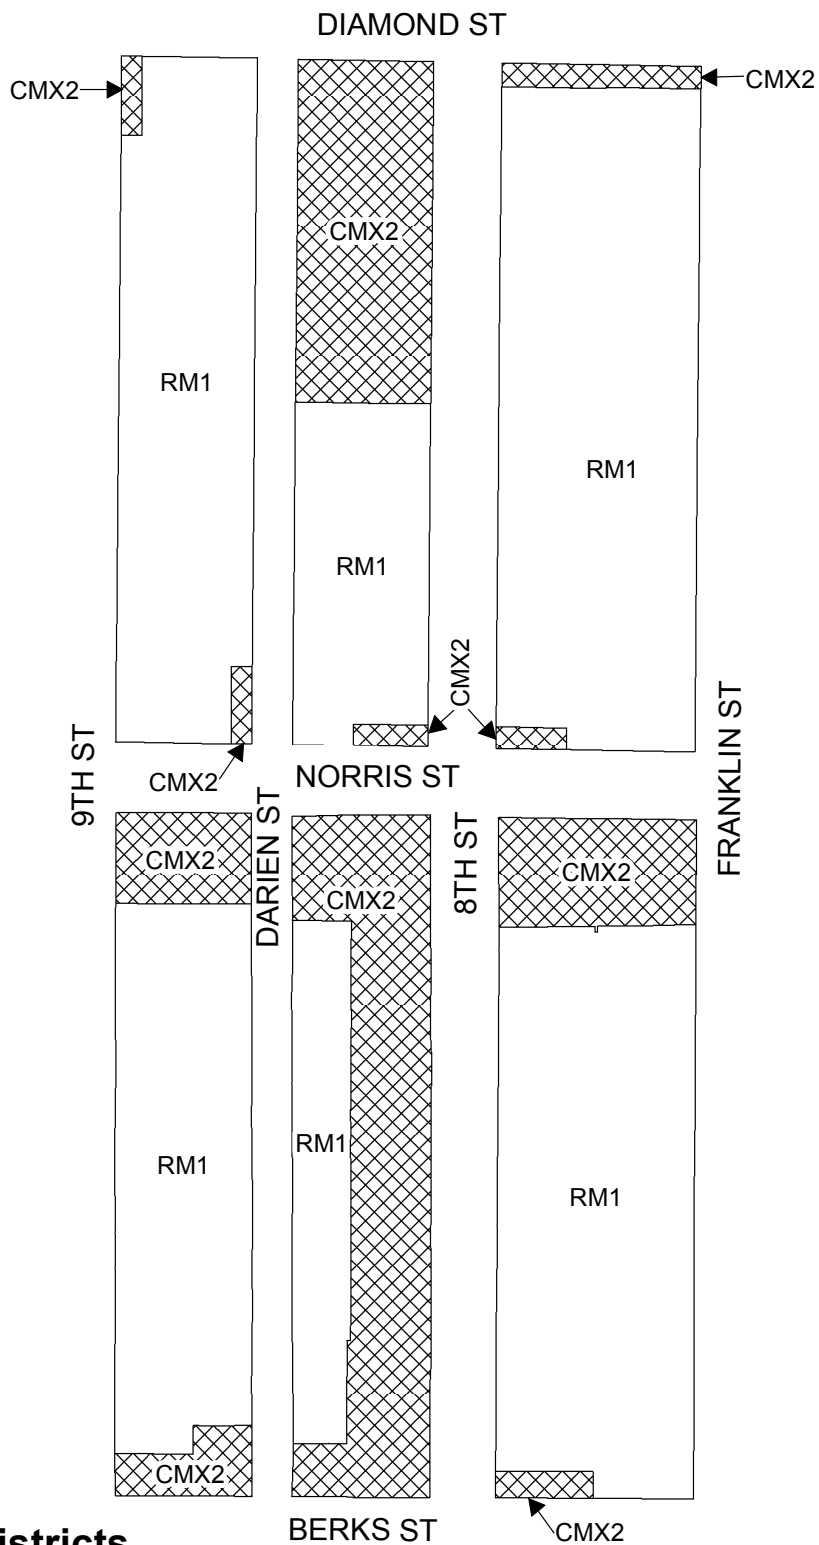 DIAMOND ST
CMX2
CMX2
CMX2
RM1
RM1
RM1
CMX2
9TH ST
FRANKLIN ST
CMX2
NORRIS ST
DARIEN ST
8TH ST
CMX2
CMX2
CMX2
RM1
RM1
RM1
CMX2
BERKS ST
CMX2
istricts